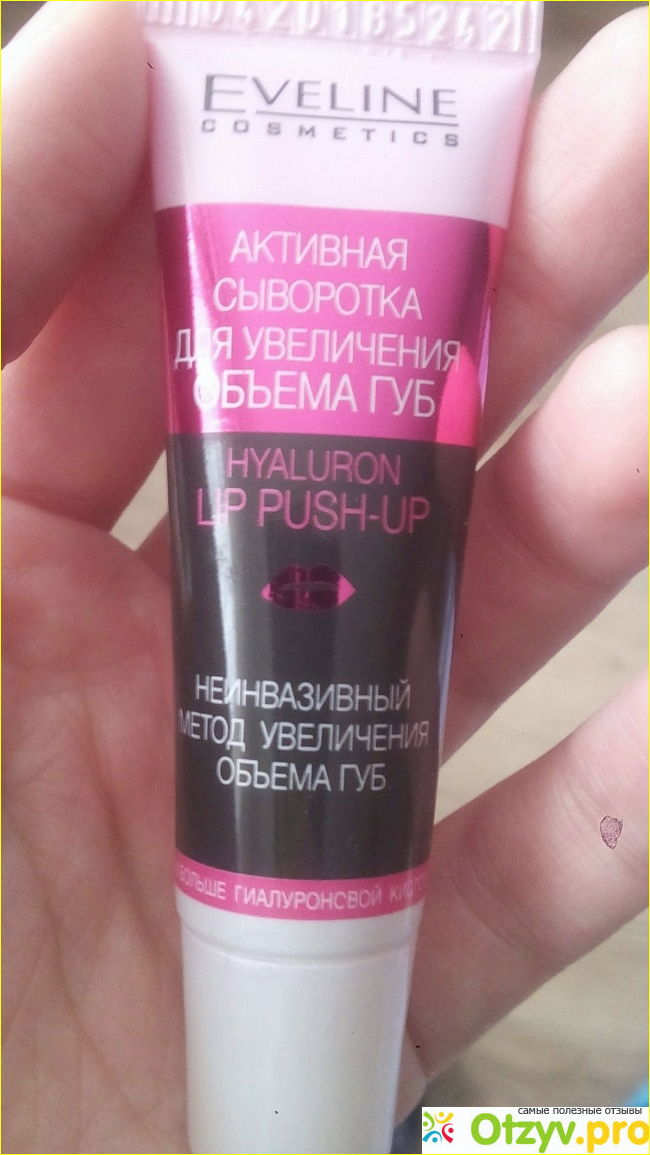 EVELINE
COSMETICS
АКТИВНАЯ
СЫВОРОТКА
ДЛЯ УВЕЛИЧЕНИЯ
ОБЪЕМА ГУБ
HYALURON
LIP PUSH-UP
НЕИНВАЗИВНЫЙ
МЕТОД УВЕЛИЧЕНИЯ
ОБЪЕМА ГУБ
БОЛЬШЕ ГИАЛУРОНОВОЙ
самые полезные отзывы
Otzyv.pro